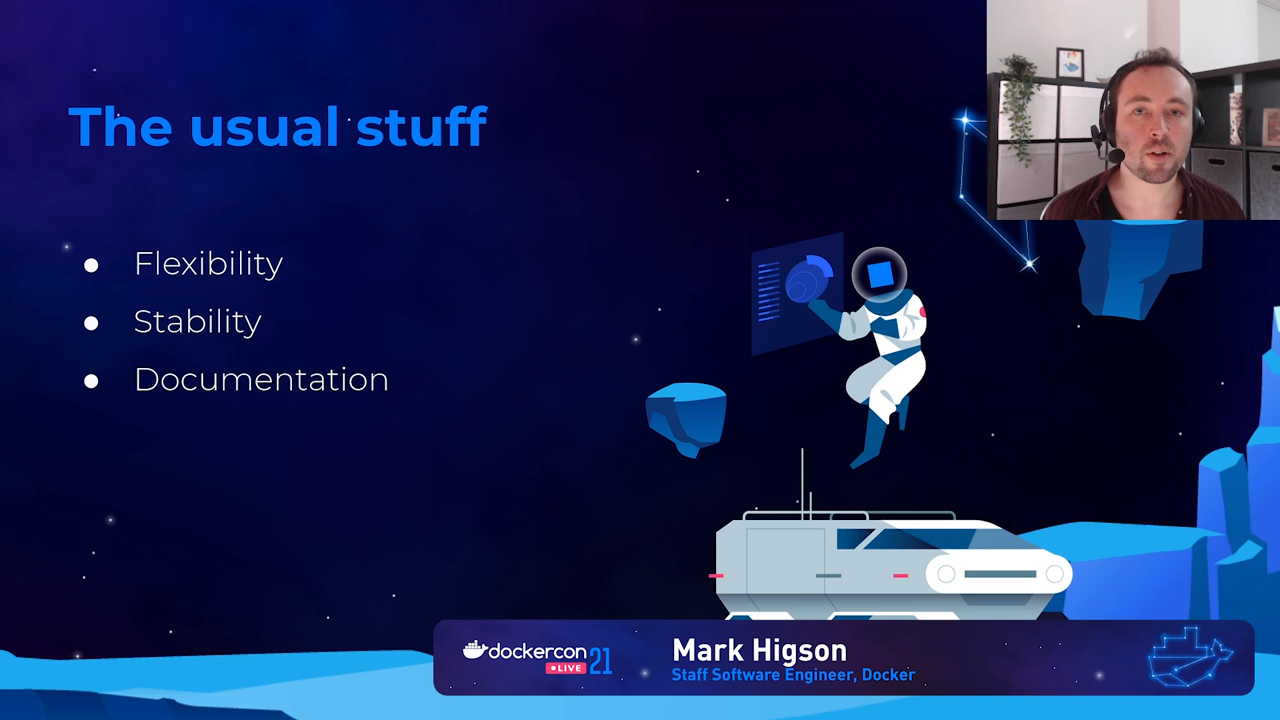 The usual stuff
Flexibility
Stability
Documentation
dockercon
LIVE
21
Mark Higson
Staff Software Engineer, Docker